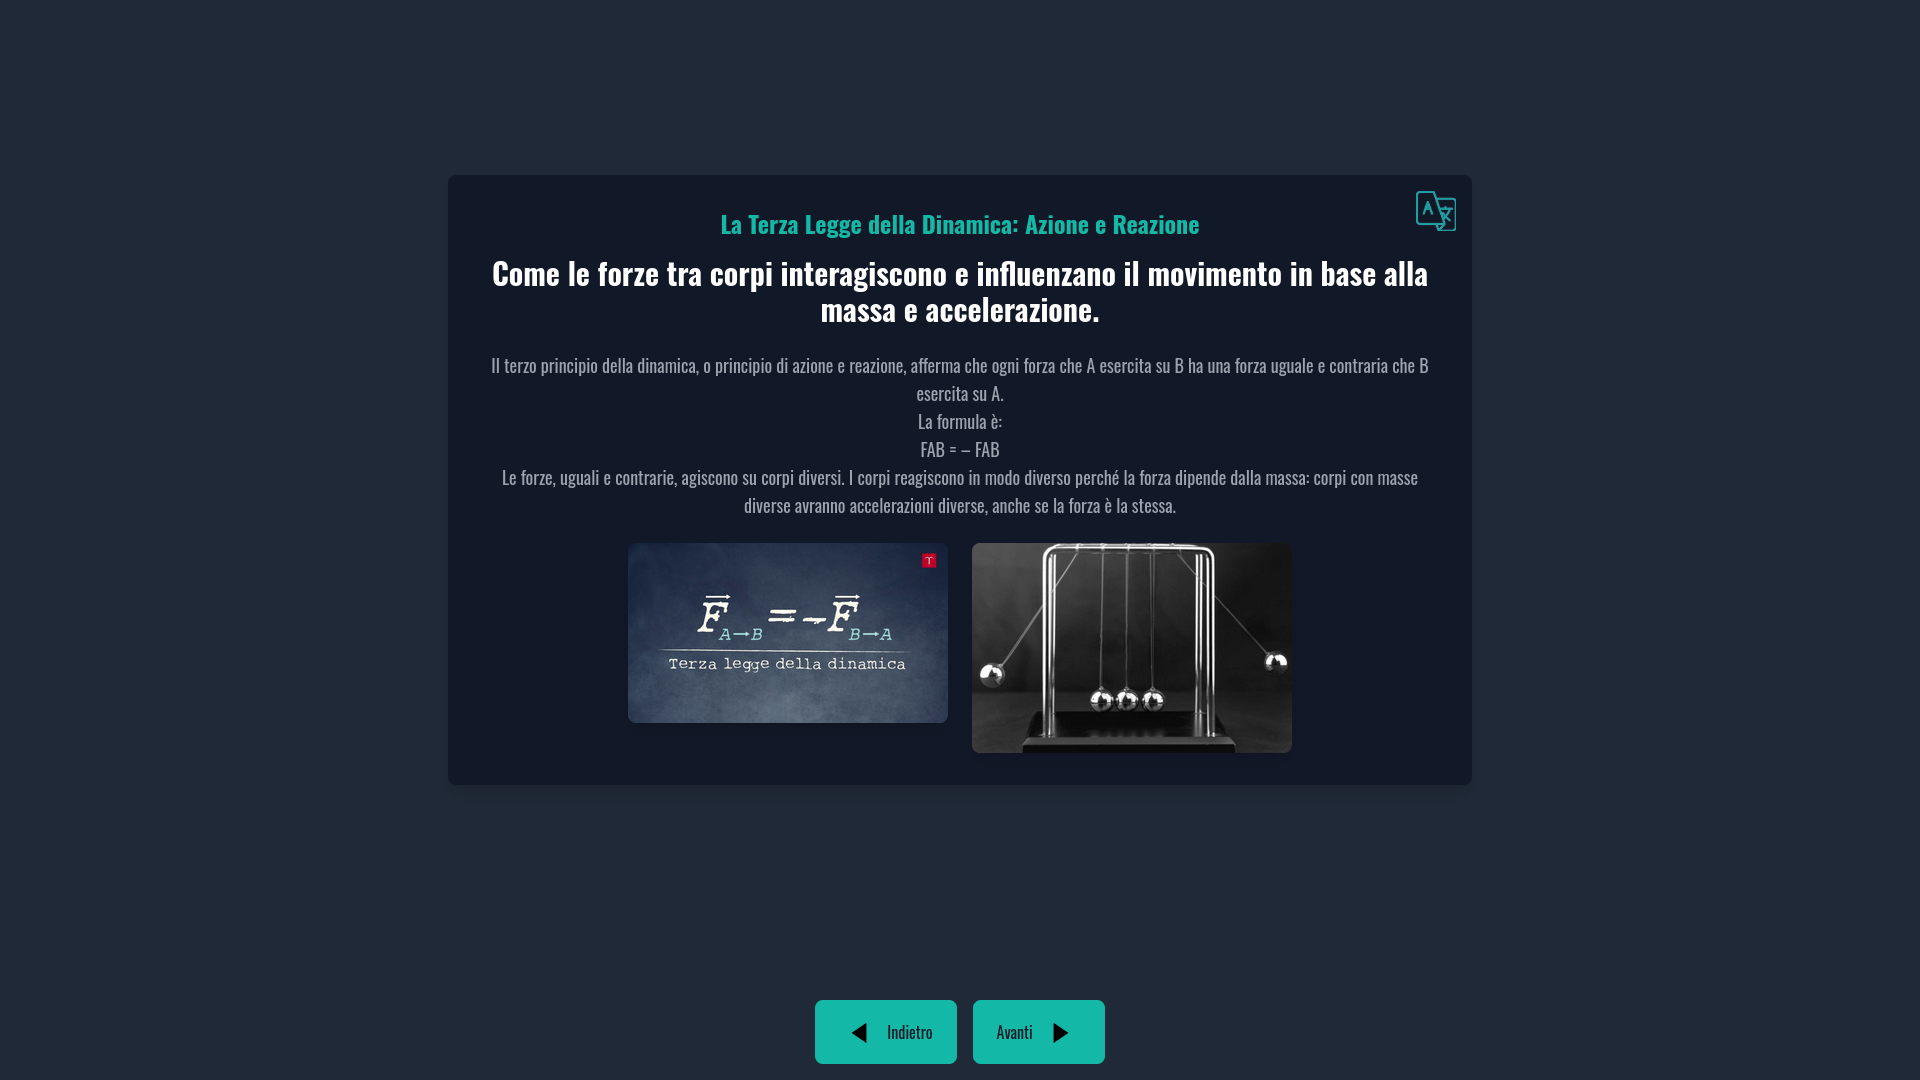 La Terza Legge della Dinamica: Azione e Reazione
Come le forze tra corpi interagiscono e influenzano il movimento in base alla
massa e accelerazione.
Il terzo principio della dinamica, o principio di azione e reazione, afferma che ogni forza che A esercita su B ha una forza uguale e contraria che B
esercita su A.
La formula è:
FAB = – FAB
Le forze, uguali e contrarie, agiscono su corpi diversi. I corpi reagiscono in modo diverso perché la forza dipende dalla massa: corpi con masse
diverse avranno accelerazioni diverse, anche se la forza è la stessa.
T
F A→B = -F B→A
Terza legge della dinamica
Indietro
Avanti